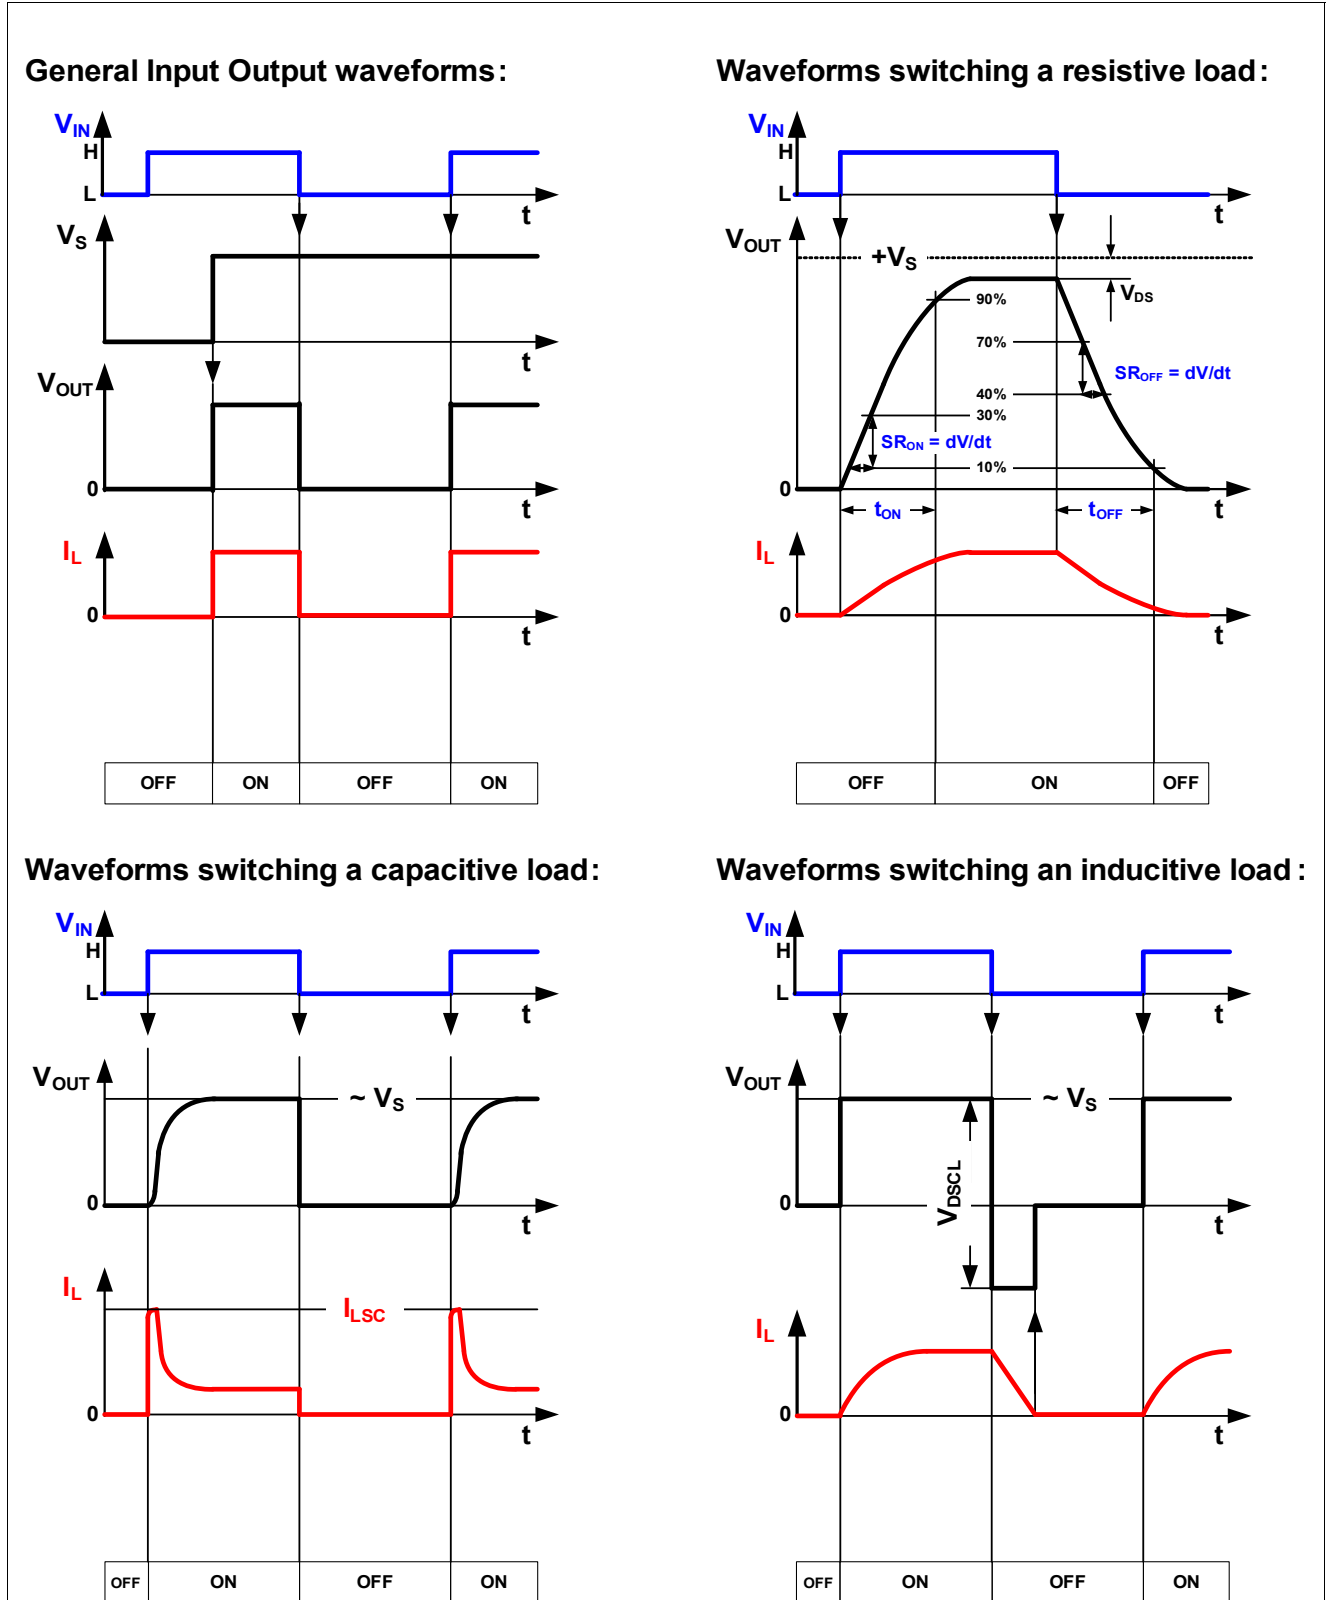 General Input Output waveforms:
VIN
H
L
t
VS
t
VOUT
0
t
IL
0
t
OFF ON OFF ON
Waveforms switching a resistive load:
VIN
H
L
t
VOUT
+VS
VDS
90%
70%
SROFF = dV/dt
40%
30%
SRON = dV/dt
10%
0
t
tON
tOFF
IL
0
t
OFF ON OFF
Waveforms switching a capacitive load:
VIN
H
L
t
VOUT
~ VS
0
t
IL
ILSC
0
t
OFF ON OFF ON
Waveforms switching an inducitive load:
VIN
H
L
t
VOUT
~ VS
VDSCL
0
t
IL
0
t
OFF ON OFF ON